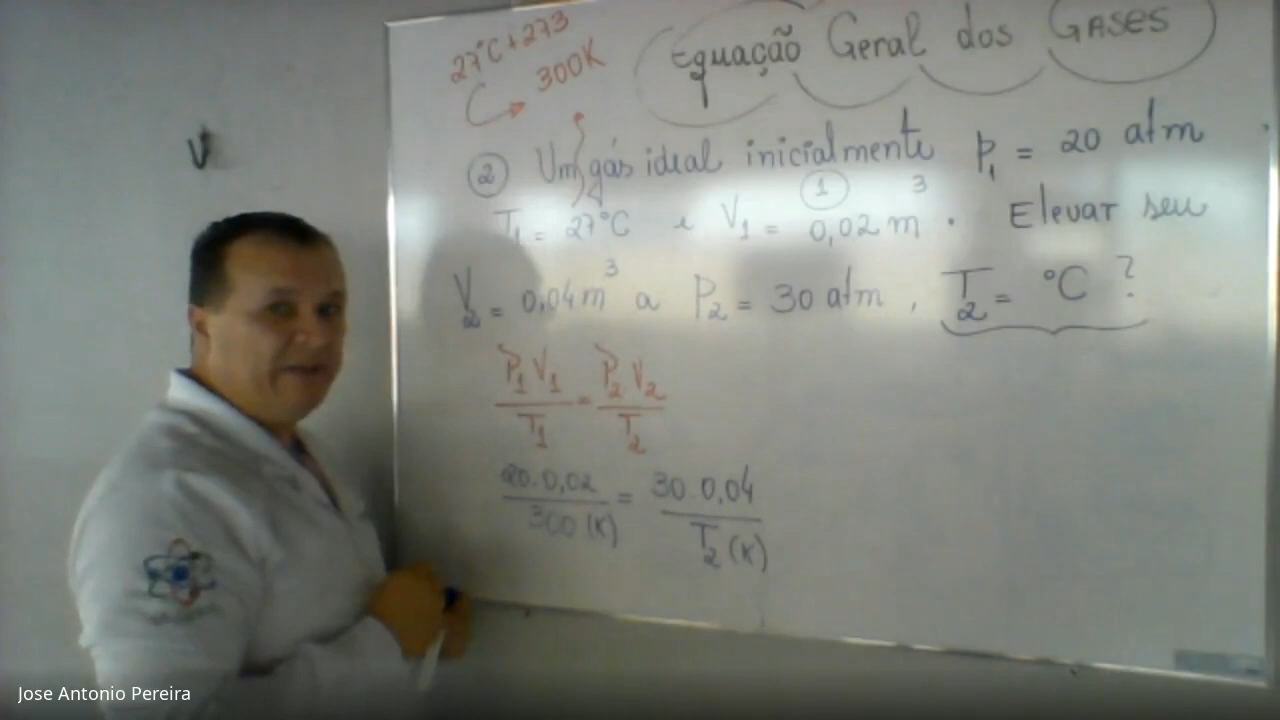 27°C+273
300K
Equação Geral dos GASES
② Um gás ideal inicialmente P₁ = 20 atm
T₁ = 27°C e V₁ = 0,02 m³ . Elevar seu
①
V₂ = 0,04 m³ a P₂ = 30 atm , T₂ = °C ?
P₁ V₁ / T₁ = P₂ V₂ / T₂
20.0,02 / 300 (K) = 30.0,04 / T₂ (K)
Jose Antonio Pereira